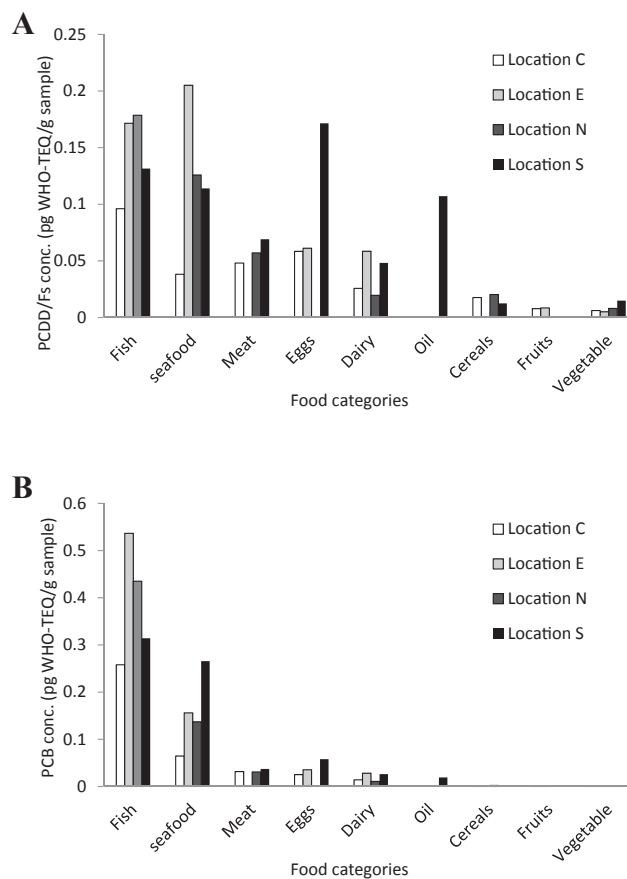 A
PCDD/Fs conc. (pg WHO-TEQ/g sample)
0.25
0.2
0.15
0.1
0.05
0
Location C
Location E
Location N
Location S
Fish
seafood
Meat
Eggs
Dairy
Oil
Cereals
Fruits
Vegetable
Food categories
B
PCB conc. (pg WHO-TEQ/g sample)
0.6
0.5
0.4
0.3
0.2
0.1
0
Location C
Location E
Location N
Location S
Fish
seafood
Meat
Eggs
Dairy
Oil
Cereals
Fruits
Vegetable
Food categories